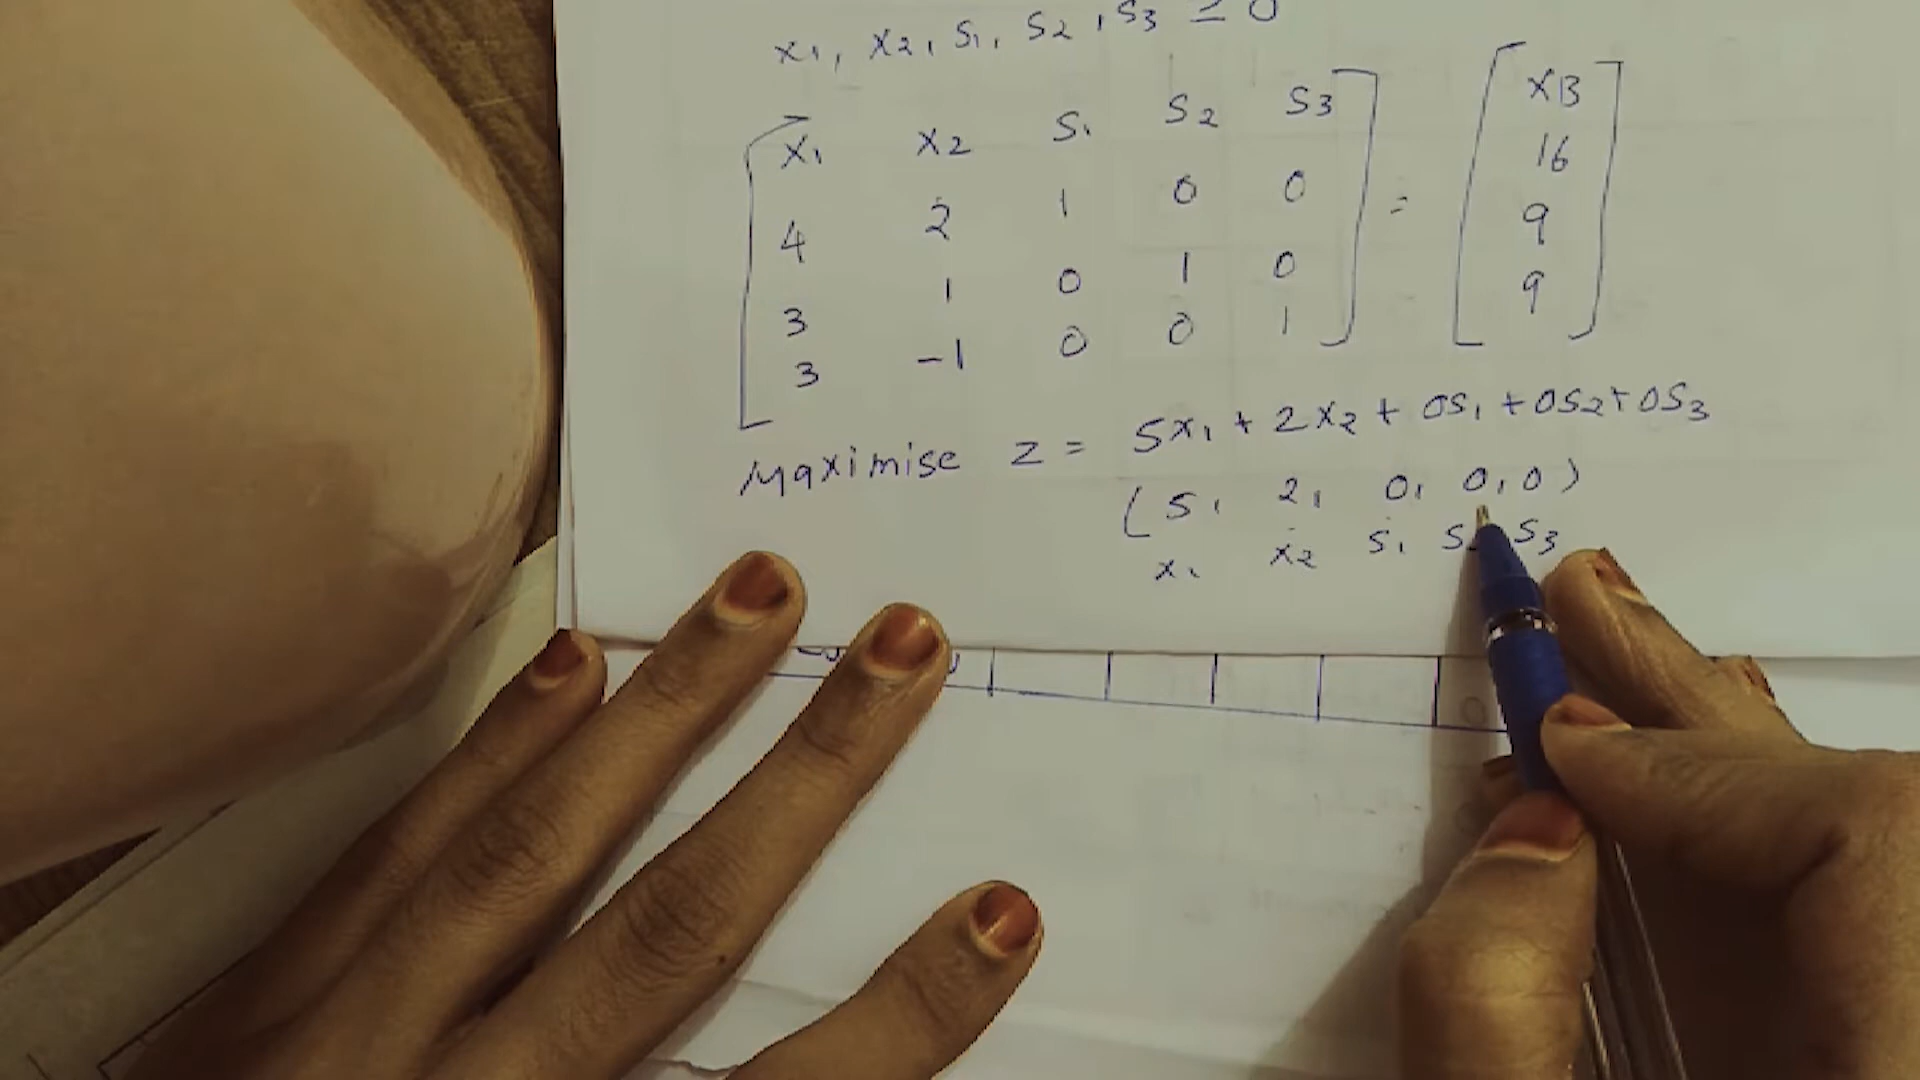 x1, x2, s1, s2, s3 ≥ 0
x1 x2 s1 s2 s3 xB
4 2 1 0 0 = 16
3 1 0 1 0 9
3 -1 0 0 1 9
Maximise z = 5x1 + 2x2 + 0s1 + 0s2 + 0s3
(5, 2, 0, 0, 0)
x1 x2 s1 s2 s3